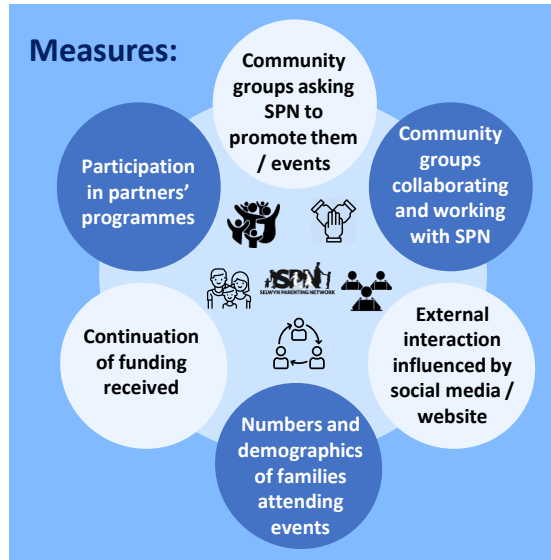 Measures:
Community
groups asking
SPN to
promote them
/ events
Community
groups
collaborating
and working
with SPN
External
interaction
influenced by
social media /
website
Numbers and
demographics
of families
attending
events
Continuation
of funding
received
Participation
in partners’
programmes
SPN
SELWYN PARENTING NETWORK